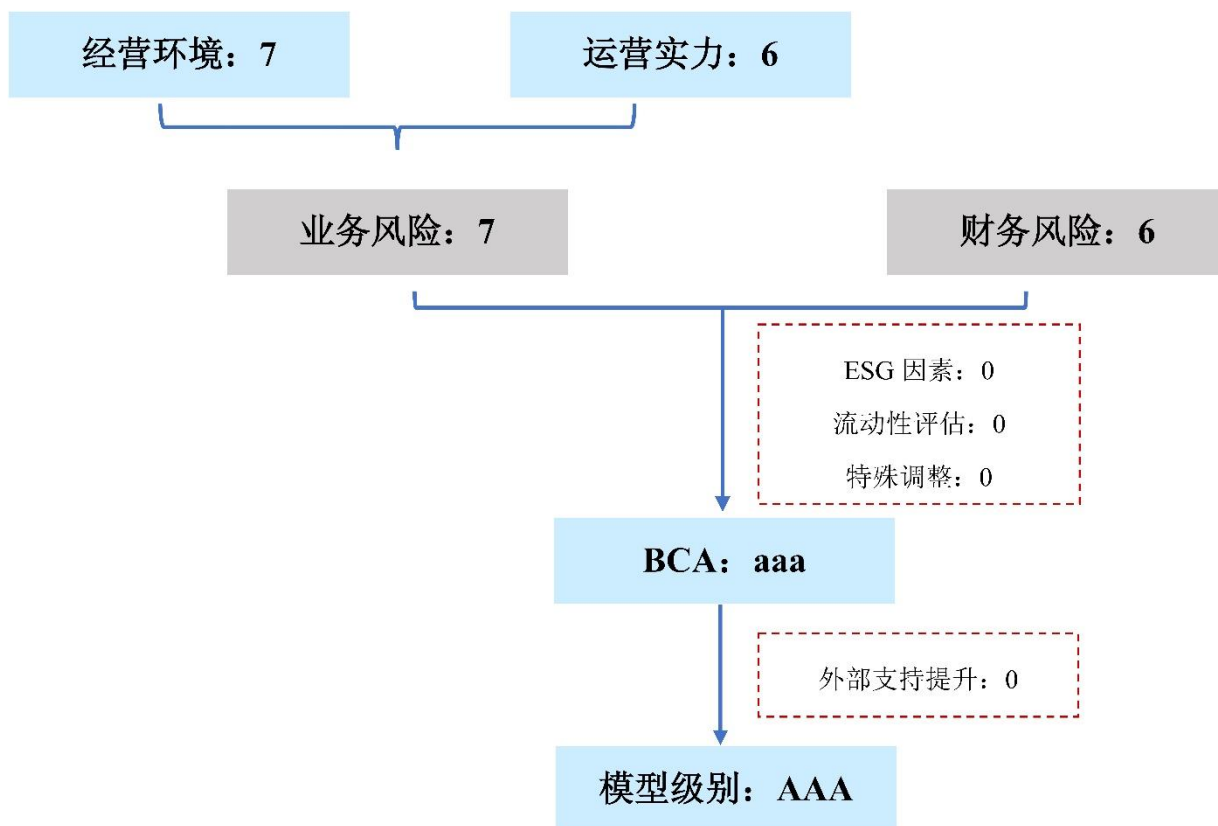 经营环境：7
运营实力：6
业务风险：7
财务风险：6
ESG 因素：0
流动性评估：0
特殊调整：0
BCA：aaa
外部支持提升：0
模型级别：AAA